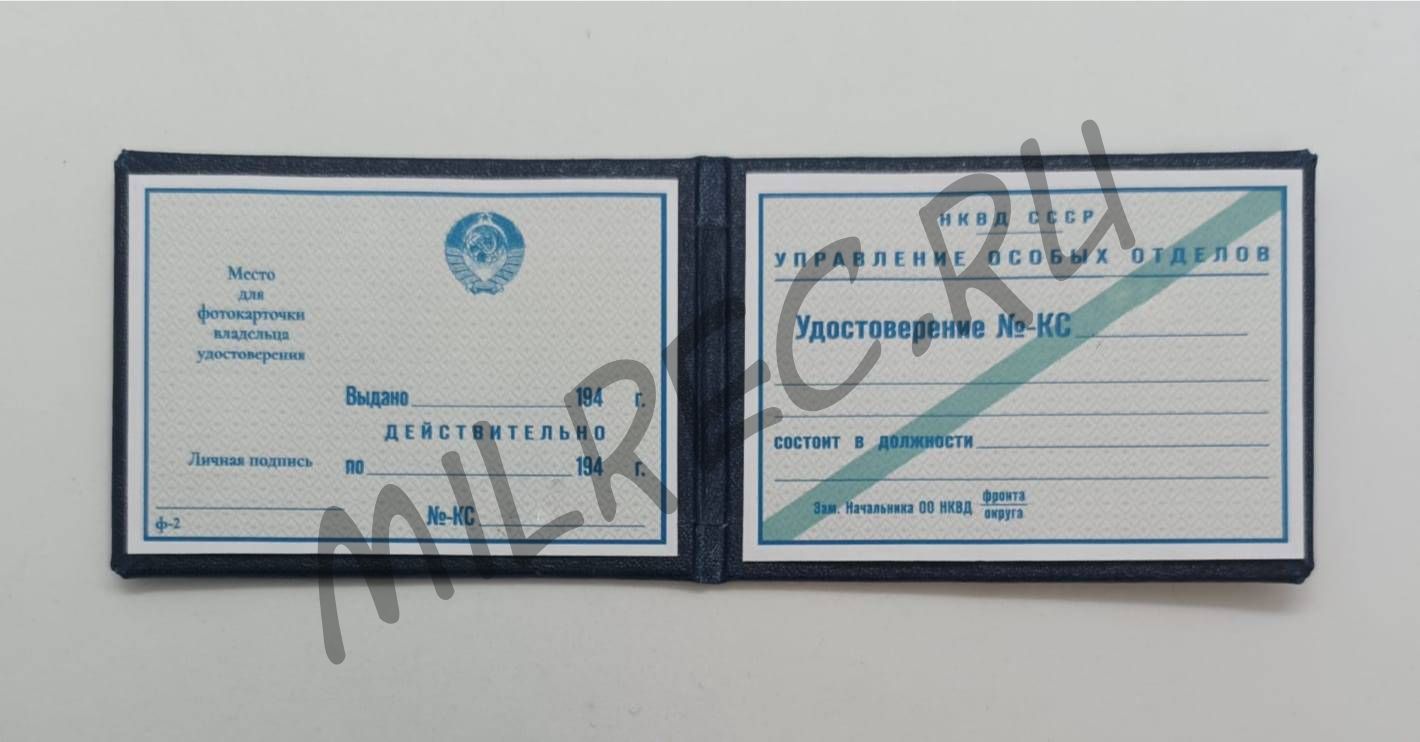 Место
для
фотокарточки
владельца
удостоверения
Выдано 194 г.
ДЕЙСТВИТЕЛЬНО
Личная подпись
по 194 г.
ф-2
№-КС
НКВД СССР
УПРАВЛЕНИЕ ОСОБЫХ ОТДЕЛОВ
Удостоверение №-КС
состоит в должности
Зам. Начальника ОО НКВД фронта
округа
MILREC.RU